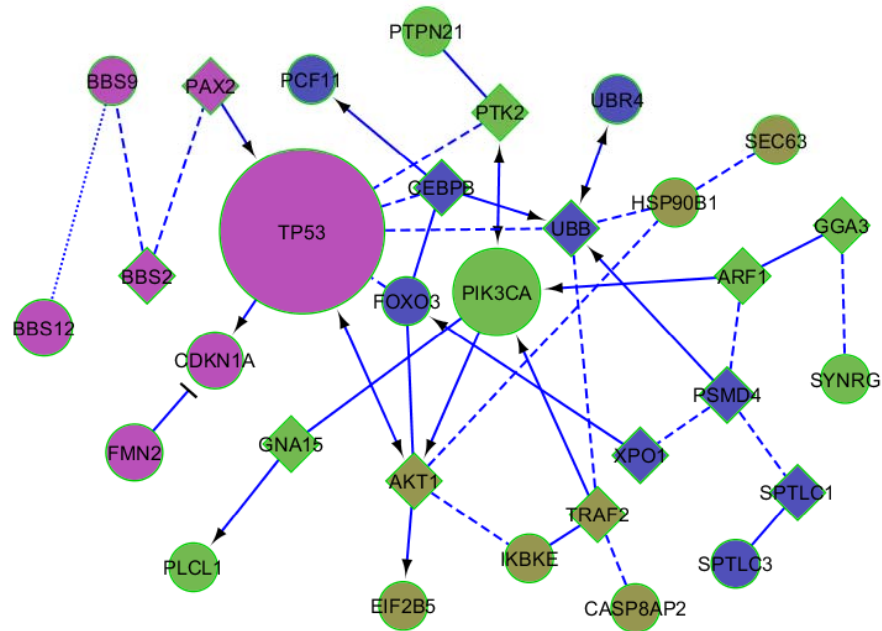 PTPN21
BBS9
PAX2
PCF11
UBR4
PTK2
SEC63
CEBPB
HSP90B1
TP53
UBB
GGA3
BBS2
ARF1
FOXO3
PIK3CA
BBS12
CDKN1A
SYNRG
PSMD4
FMN2
GNA15
XPO1
AKT1
SPTLC1
TRAF2
PLCL1
IKBKE
SPTLC3
EIF2B5
CASP8AP2